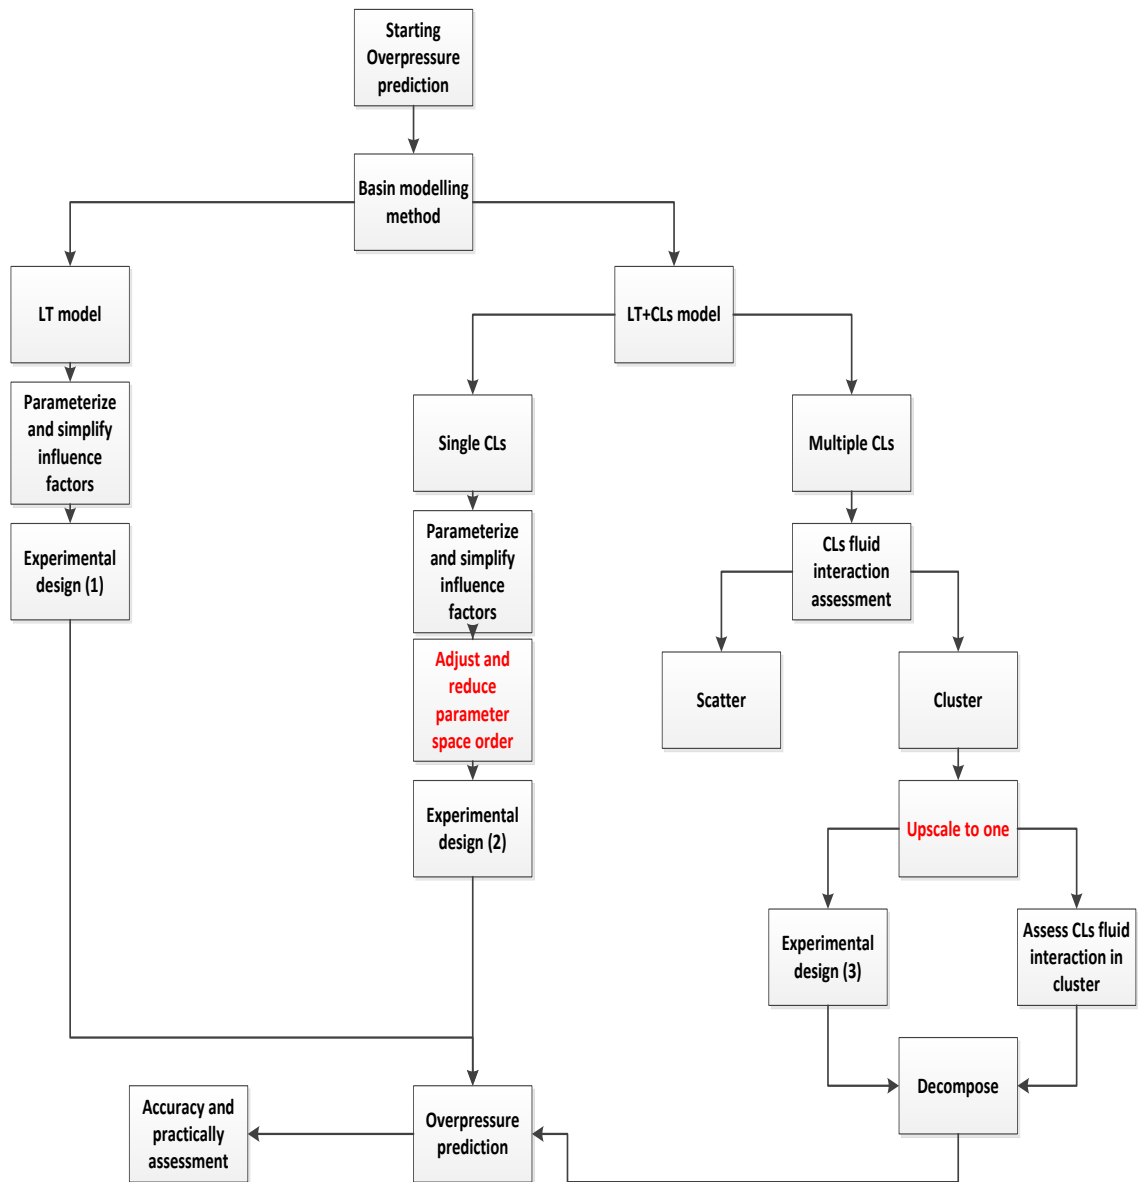 Starting
Overpressure
prediction
Basin modelling
method
LT model
LT+CLs model
Parameterize
and simplify
influence
factors
Single CLs
Multiple CLs
Experimental
design (1)
Parameterize
and simplify
influence
factors
CLs fluid
interaction
assessment
Adjust and
reduce
parameter
space order
Scatter
Cluster
Experimental
design (2)
Upscale to one
Experimental
design (3)
Assess CLs fluid
interaction in
cluster
Decompose
Accuracy and
practically
assessment
Overpressure
prediction